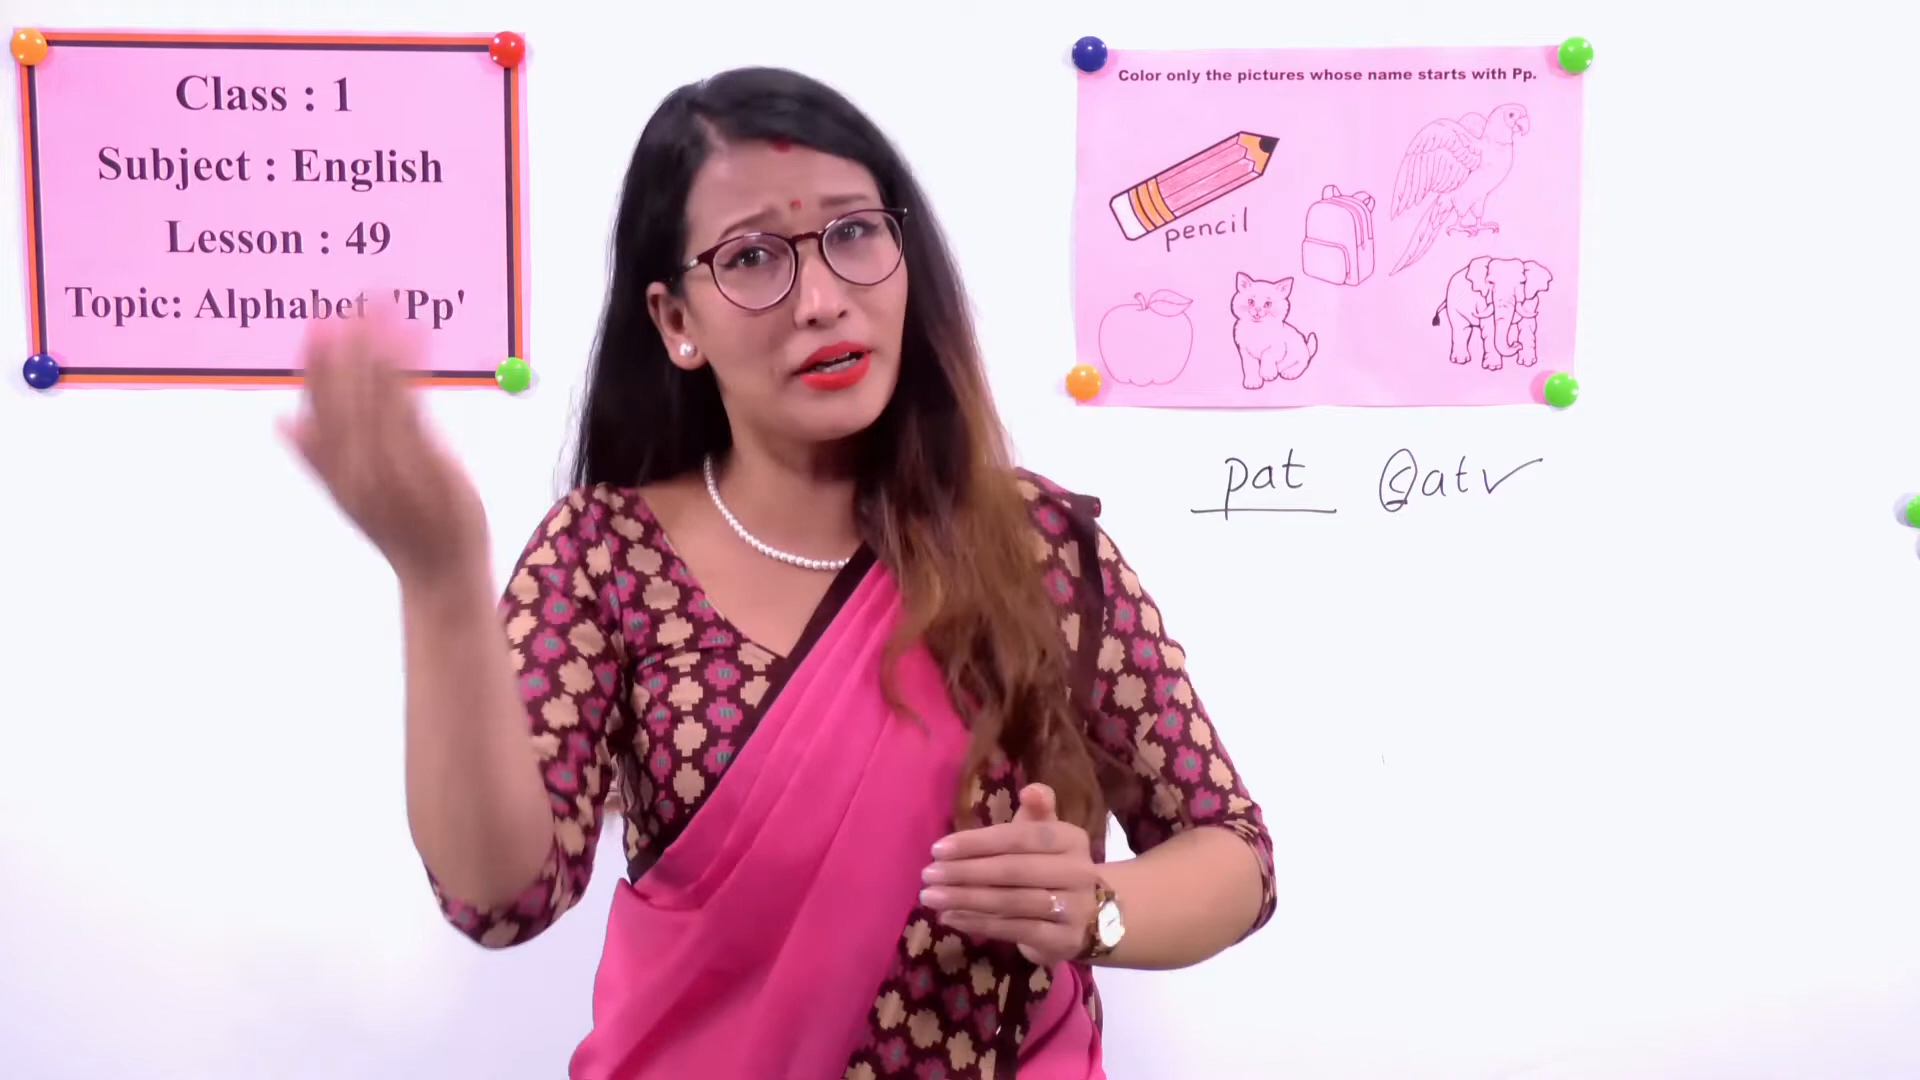 Class : 1
Subject : English
Lesson : 49
Topic: Alphabet 'Pp'
Color only the pictures whose name starts with Pp.
pencil
pat cat ✓